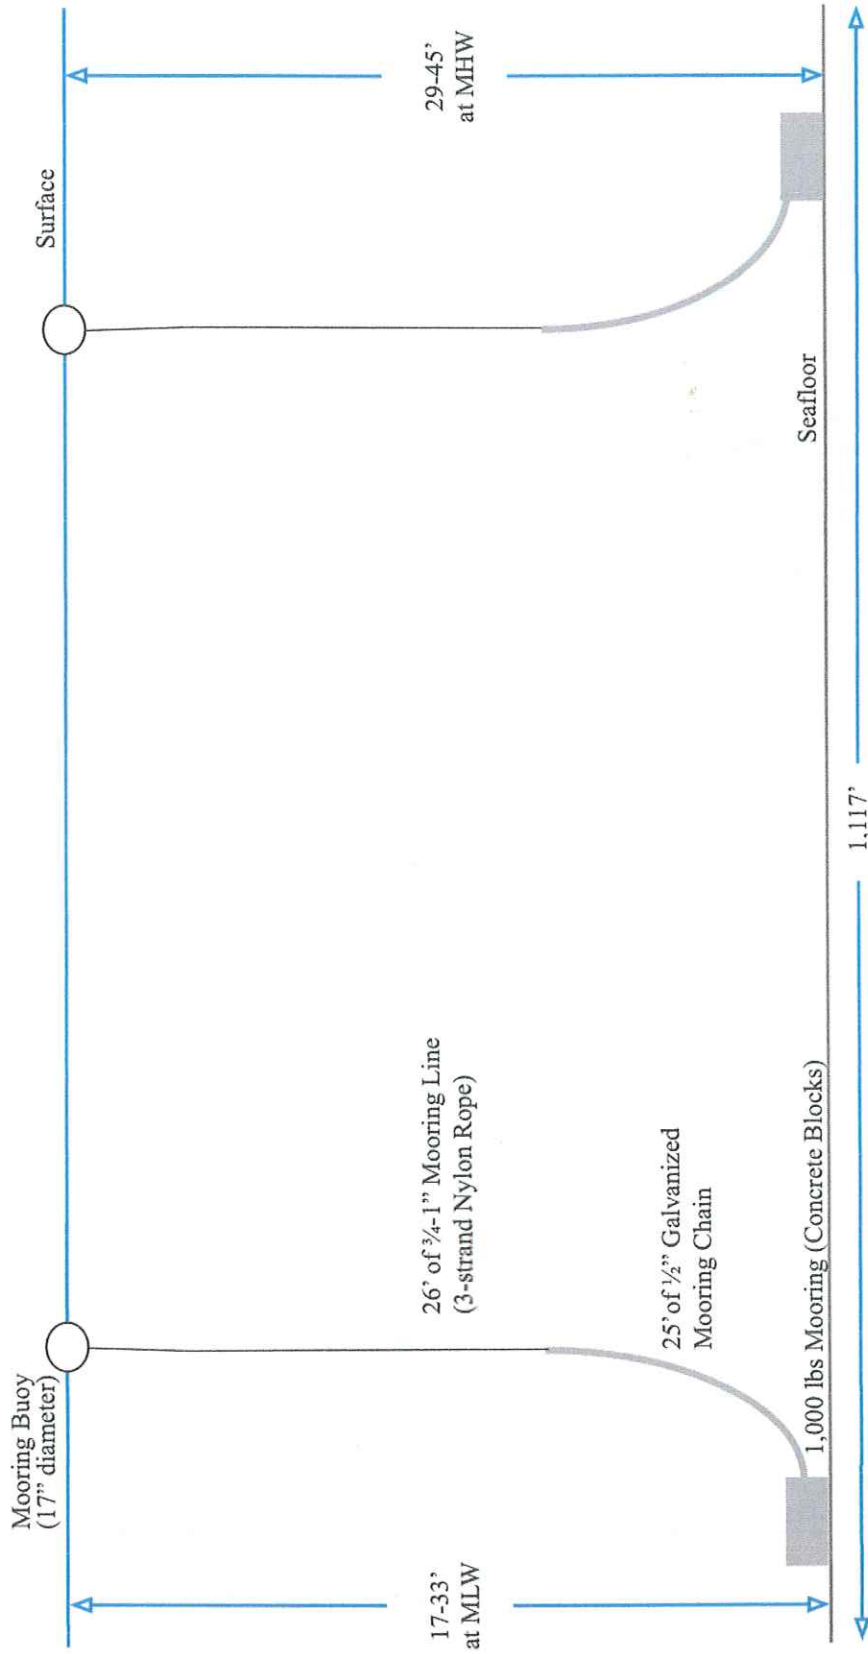 Mooring Buoy
(17” diameter)
Surface
17-33’
at MLW
26’ of ¾-1” Mooring Line
(3-strand Nylon Rope)
29-45’
at MHW
25’ of ½” Galvanized
Mooring Chain
1,000 lbs Mooring (Concrete Blocks)
Seafloor
1,117’